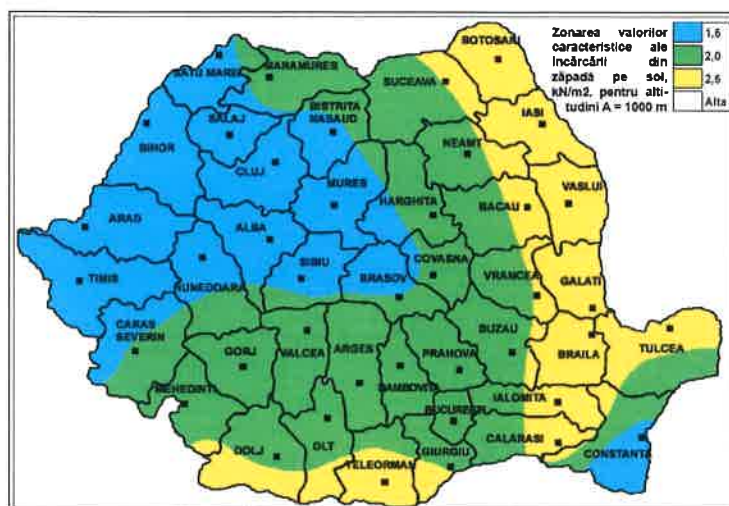 Zonarea valorilor
caracteristice ale
încărcării din
zăpadă pe sol,
kN/m2, pentru alti-
tudini A = 1000 m
1,5
2,0
2,5
Alta
BOTOSANI
SATU MARE
MARAMURES
SUCEAVA
BISTRITA
NASAUD
IASI
SALAJ
BIHOR
NEAMT
CLUJ
MURES
HARGHITA
BACAU
VASLUI
ARAD
ALBA
TIMIS
HUNEDOARA
SIBIU
BRASOV
COVASNA
VRANCEA
GALATI
CARAS
SEVERIN
GORJ
VALCEA
ARGES
PRAHOVA
BUZAU
BRAILA
TULCEA
MEHEDINTI
DAMBOVITA
BUCURESTI
IALOMITA
DOLJ
OLT
TELEORMAN
GIURGIU
CALARASI
CONSTANTA